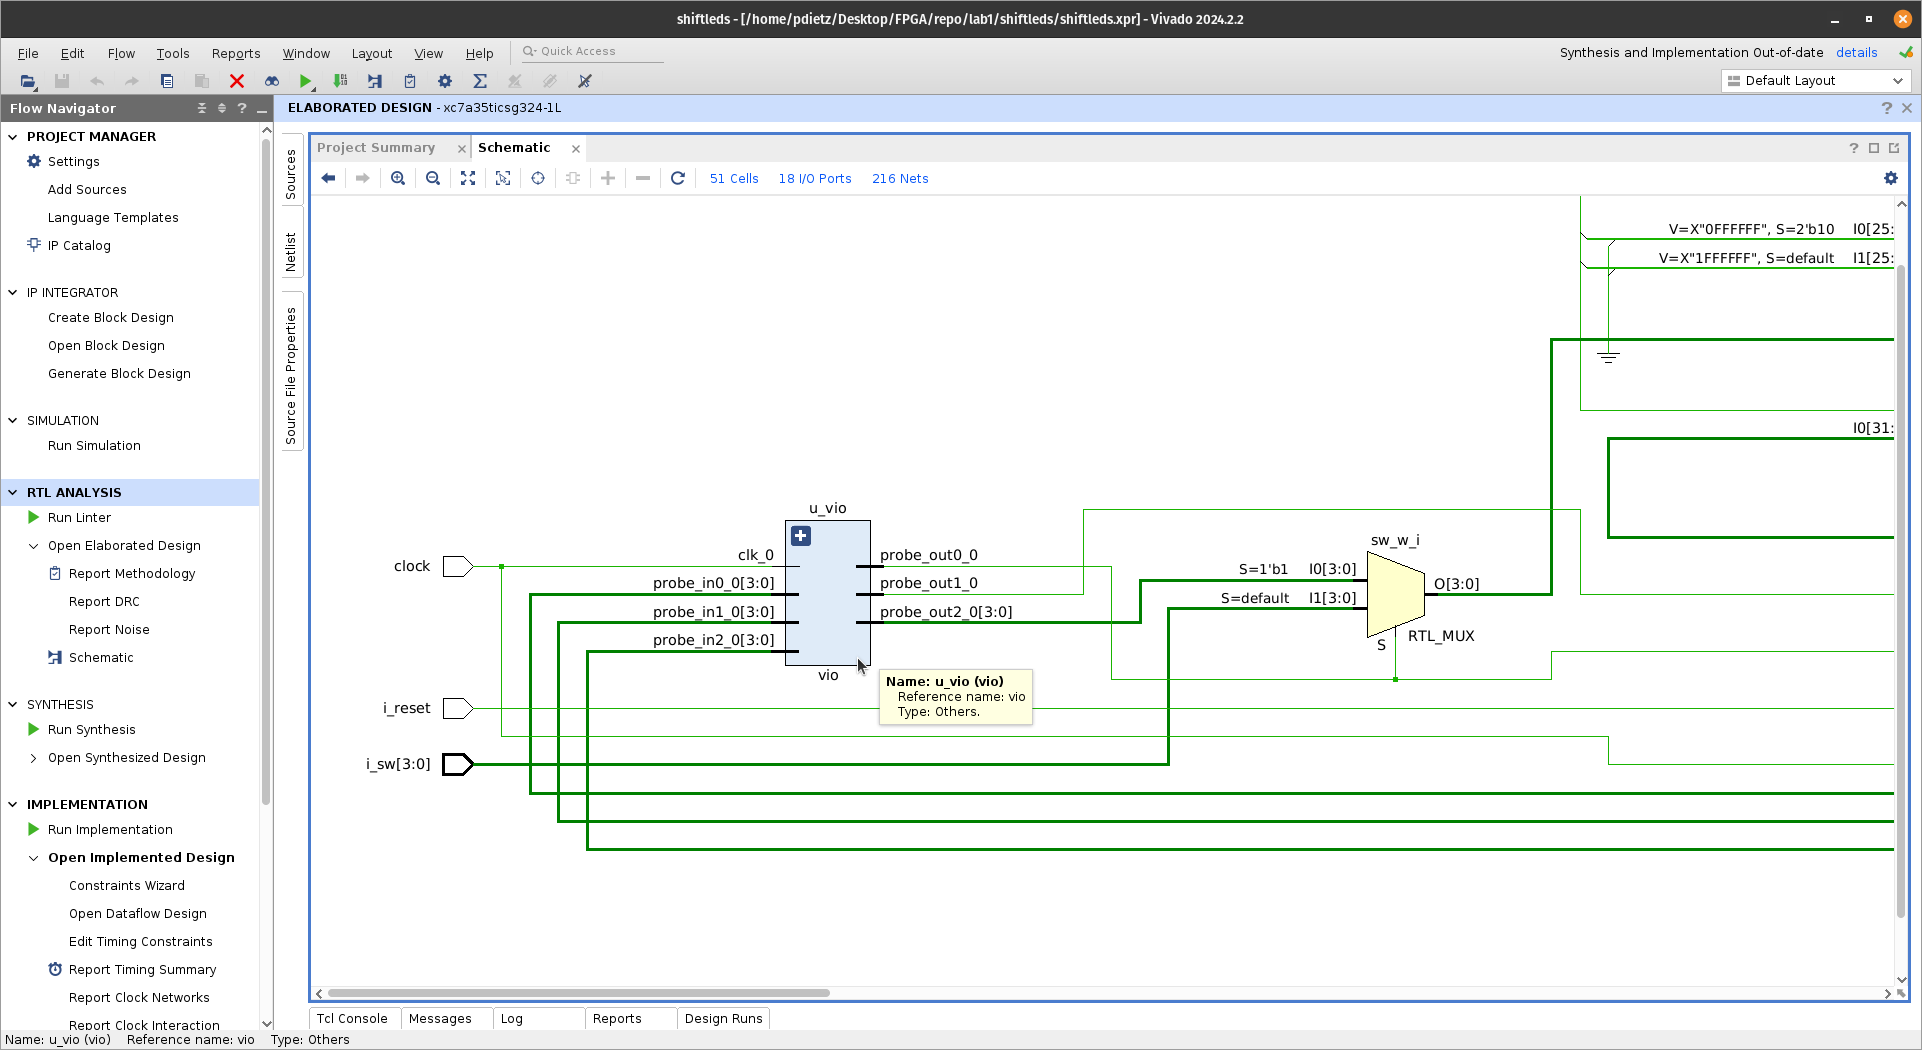 shiftleds - [/home/pdietz/Desktop/FPGA/repo/lab1/shiftleds/shiftleds.xpr] - Vivado 2024.2.2
File Edit Flow Tools Reports Window Layout View Help Quick Access
Synthesis and Implementation Out-of-date details
Default Layout
Flow Navigator
PROJECT MANAGER
Settings
Add Sources
Language Templates
IP Catalog
IP INTEGRATOR
Create Block Design
Open Block Design
Generate Block Design
SIMULATION
Run Simulation
RTL ANALYSIS
Run Linter
Open Elaborated Design
Report Methodology
Report DRC
Report Noise
Schematic
SYNTHESIS
Run Synthesis
Open Synthesized Design
IMPLEMENTATION
Run Implementation
Open Implemented Design
Constraints Wizard
Open Dataflow Design
Edit Timing Constraints
Report Timing Summary
Report Clock Networks
Report Clock Interaction
ELABORATED DESIGN - xc7a35ticsg324-1L
Sources
Netlist
Source File Properties
Project Summary Schematic
51 Cells 18 I/O Ports 216 Nets
V=X"0FFFFFF", S=2'b10 I0[25:
V=X"1FFFFFF", S=default I1[25:
I0[31:
u_vio
clock
clk_0
probe_in0_0[3:0]
probe_in1_0[3:0]
probe_in2_0[3:0]
probe_out0_0
probe_out1_0
probe_out2_0[3:0]
vio
sw_w_i
S=1'b1 I0[3:0]
S=default I1[3:0]
O[3:0]
S
RTL_MUX
Name: u_vio (vio)
Reference name: vio
Type: Others.
i_reset
i_sw[3:0]
Tcl Console Messages Log Reports Design Runs
Name: u_vio (vio) Reference name: vio Type: Others